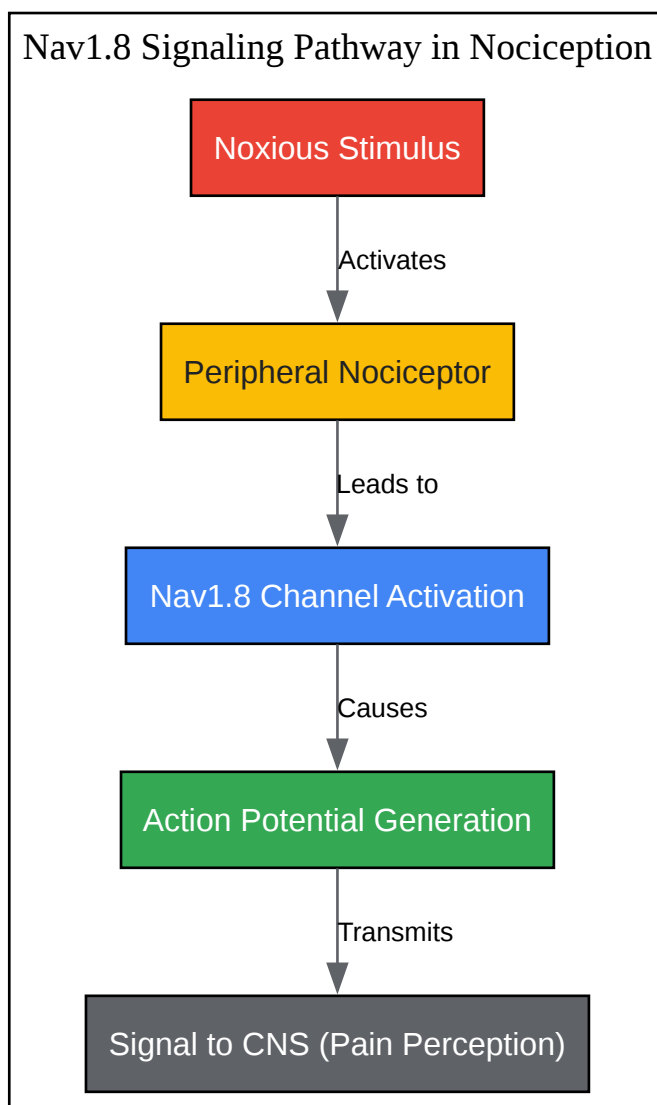 Nav1.8 Signaling Pathway in Nociception
Noxious Stimulus
Activates
Peripheral Nociceptor
Leads to
Nav1.8 Channel Activation
Causes
Action Potential Generation
Transmits
Signal to CNS (Pain Perception)